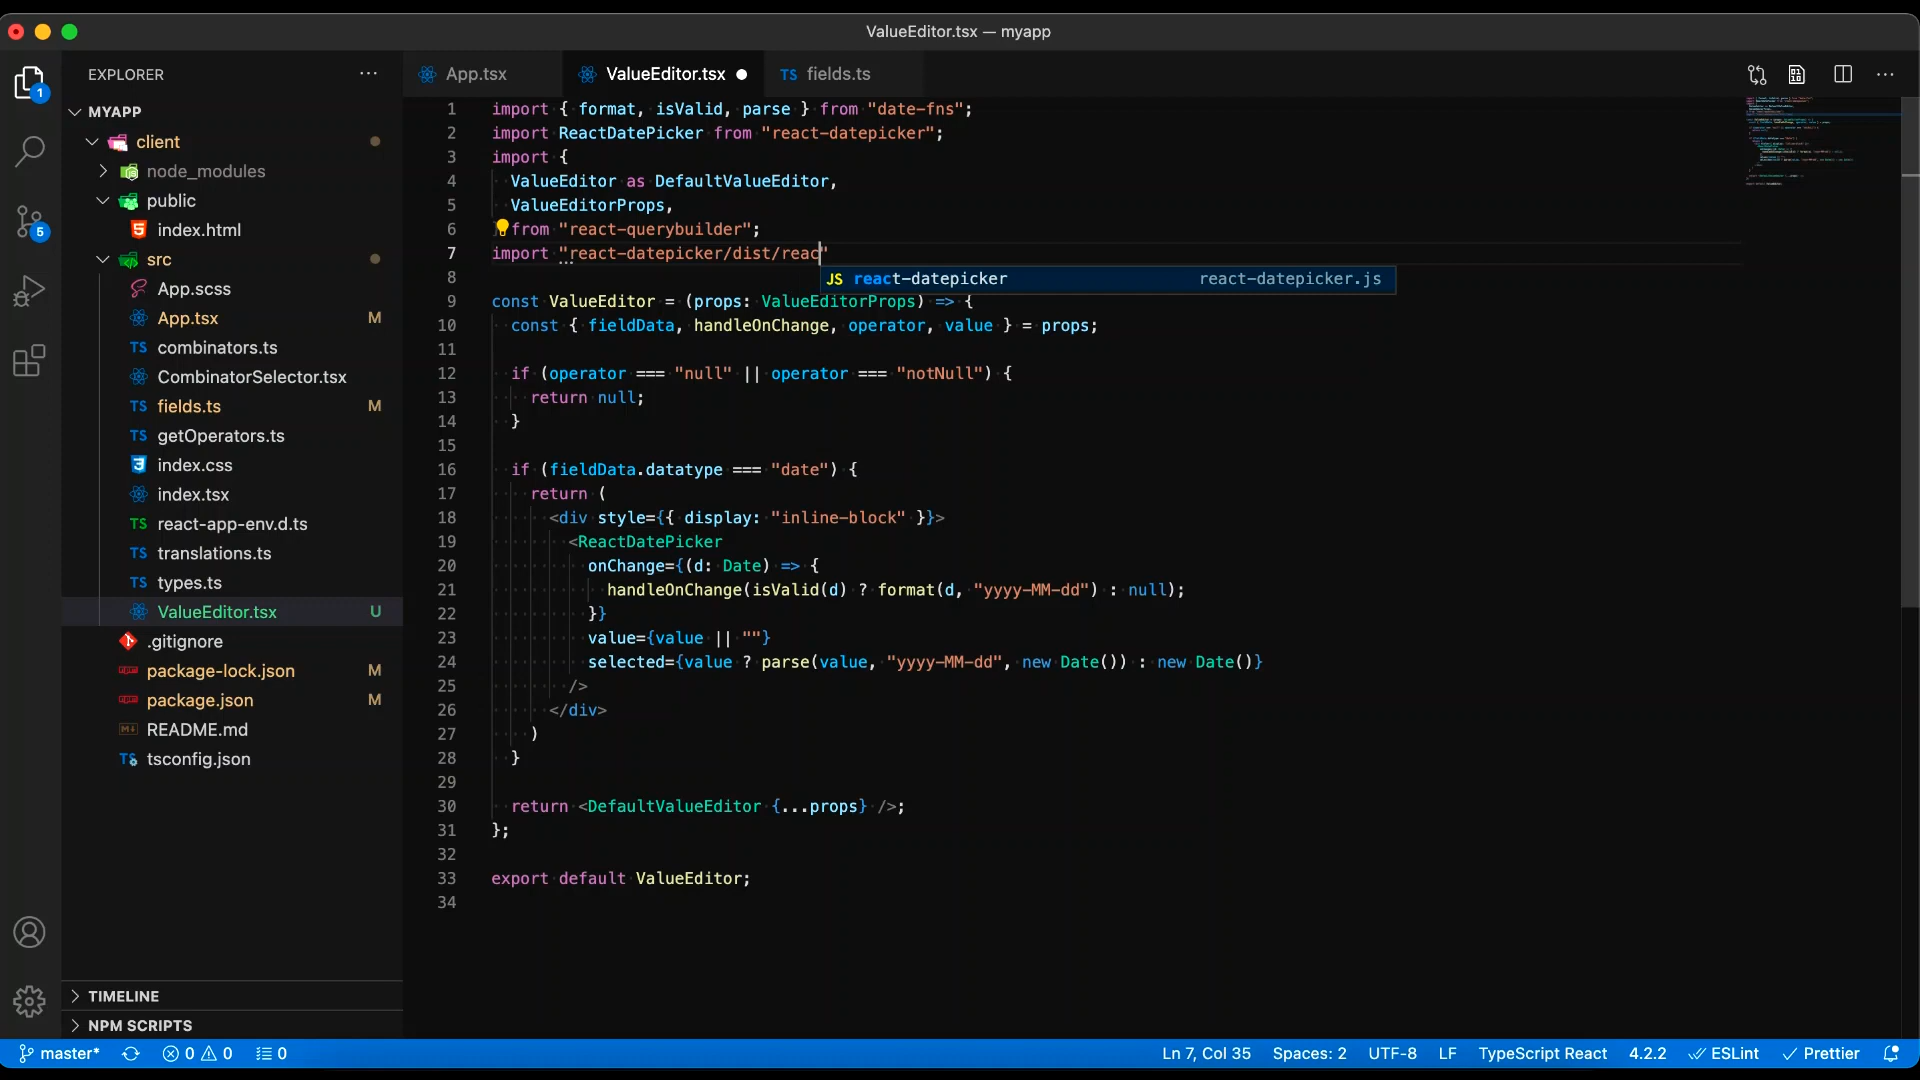 ValueEditor.tsx — myapp
EXPLORER
App.tsx
ValueEditor.tsx
TS fields.ts
1
5
MYAPP
client
node_modules
public
index.html
src
App.scss
App.tsx M
TS combinators.ts
CombinatorSelector.tsx
TS fields.ts M
TS getOperators.ts
index.css
index.tsx
TS react-app-env.d.ts
TS translations.ts
TS types.ts
ValueEditor.tsx U
.gitignore
package-lock.json M
package.json M
README.md
tsconfig.json
TIMELINE
NPM SCRIPTS
1 import { format, isValid, parse } from "date-fns";
2 import ReactDatePicker from "react-datepicker";
3 import {
4 ValueEditor as DefaultValueEditor,
5 ValueEditorProps,
6 } from "react-querybuilder";
7 import "react-datepicker/dist/reac"
JS react-datepicker react-datepicker.js
8
9 const ValueEditor = (props: ValueEditorProps) => {
10 const { fieldData, handleOnChange, operator, value } = props;
11
12 if (operator === "null" || operator === "notNull") {
13 return null;
14 }
15
16 if (fieldData.datatype === "date") {
17 return (
18 <div style={{ display: "inline-block" }}>
19 <ReactDatePicker
20 onChange={(d: Date) => {
21 handleOnChange(isValid(d) ? format(d, "yyyy-MM-dd") : null);
22 }}
23 value={value || ""}
24 selected={value ? parse(value, "yyyy-MM-dd", new Date()) : new Date()}
25 />
26 </div>
27 )
28 }
29
30 return <DefaultValueEditor {...props} />;
31 };
32
33 export default ValueEditor;
34
master* 0 0 0 Ln 7, Col 35 Spaces: 2 UTF-8 LF TypeScript React 4.2.2 ESLint Prettier